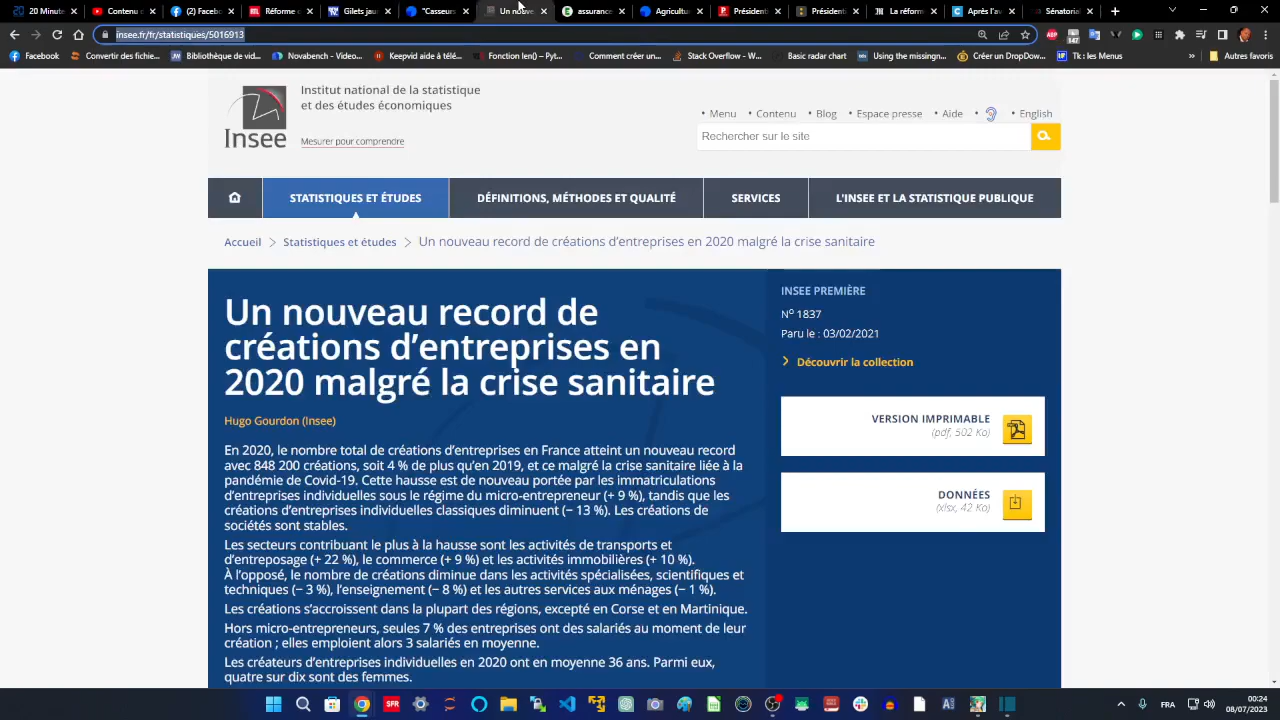 20 Minute
Conta
Minist
"Casseurs
Un nou
assurance.
Agricultur
Rétablir
Réduction
C'est l'ann
insee.fr/fr/statistiques/5016913
Facebook
Convertir des fichie...
Bibliothèque de vid...
Novabench - Video...
Keepvid aide à télé...
Fonction len() – Pyt...
Comment créer un...
Stack Overflow - W...
Basic radar chart
Using the missingn...
Créer un DropDow...
Tk : les Menus
»
Autres favoris
Institut national de la statistique
et des études économiques
Insee
Mesurer pour comprendre
• Menu • Contenu • Blog • Espace presse • Aide • • English
Rechercher sur le site
STATISTIQUES ET ÉTUDES
DÉFINITIONS, MÉTHODES ET QUALITÉ
SERVICES
L'INSEE ET LA STATISTIQUE PUBLIQUE
Accueil > Statistiques et études > Un nouveau record de créations d'entreprises en 2020 malgré la crise sanitaire
Un nouveau record de
créations d'entreprises en
2020 malgré la crise sanitaire
Hugo Gourdon (Insee)
En 2020, le nombre total de créations d'entreprises en France atteint un nouveau record
avec 848 200 créations, soit 4 % de plus qu'en 2019, et ce malgré la crise sanitaire liée à la
pandémie de Covid-19. Cette hausse est de nouveau portée par les immatriculations
d'entreprises individuelles sous le régime du micro-entrepreneur (+ 9 %), tandis que les
créations d'entreprises individuelles classiques diminuent (− 13 %). Les créations de
sociétés sont stables.
Les secteurs contribuant le plus à la hausse sont les activités de transports et
d'entreposage (+ 22 %), le commerce (+ 9 %) et les activités immobilières (+ 10 %).
À l'opposé, le nombre de créations diminue dans les activités spécialisées, scientifiques et
techniques (− 3 %), l'enseignement (− 8 %) et les autres services aux ménages (− 1 %).
Les créations s'accroissent dans la plupart des régions, excepté en Corse et en Martinique.
Hors micro-entrepreneurs, seules 7 % des entreprises ont des salariés au moment de leur
création ; elles emploient alors 3 salariés en moyenne.
Les créateurs d'entreprises individuelles en 2020 ont en moyenne 36 ans. Parmi eux,
quatre sur dix sont des femmes.
INSEE PREMIÈRE
Nº 1837
Paru le : 03/02/2021
Découvrir la collection
VERSION IMPRIMABLE
(pdf, 502 Ko)
DONNÉES
(xlsx, 42 Ko)
SFR
FRA
00:24
08/07/2023